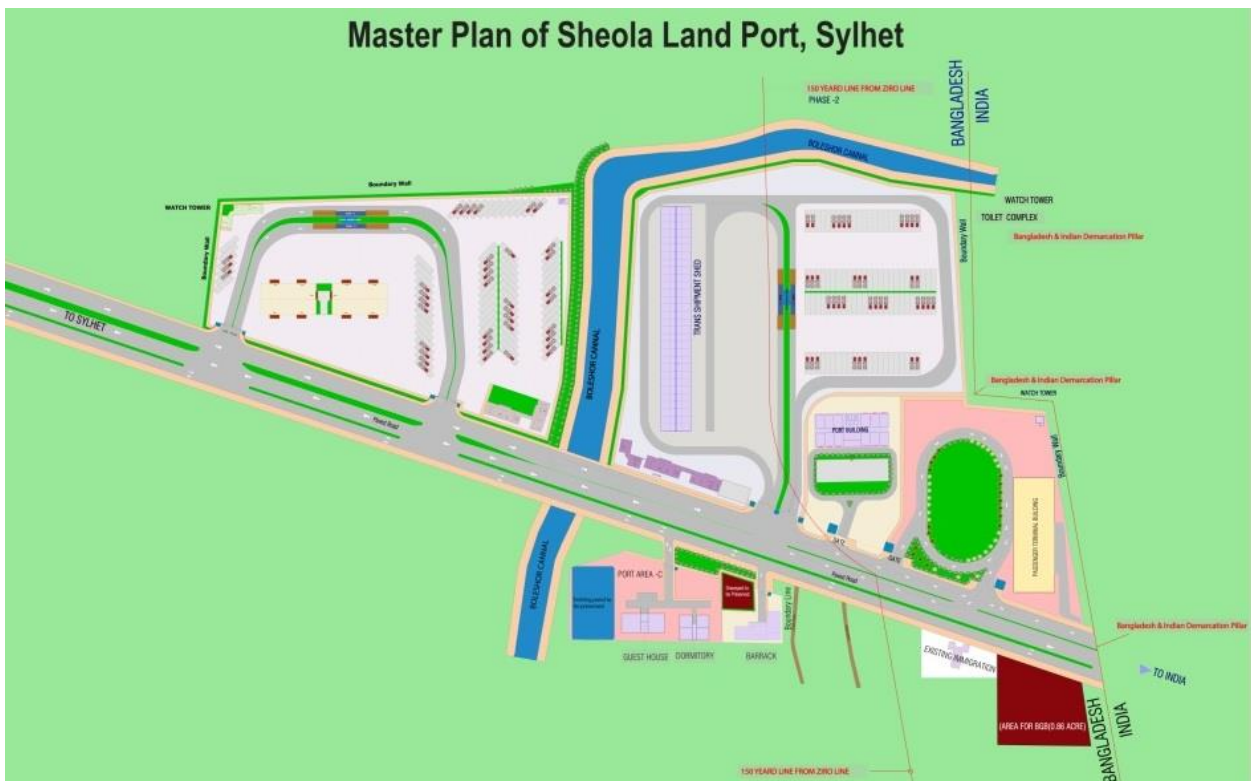 Master Plan of Sheola Land Port, Sylhet
150 YEARD LINE FROM ZIRO LINE
PHASE -2
BANGLADESH
INDIA
BOLESHOR CANNAL
Boundary Wall
WATCH TOWER
Boundary Wall
WATCH TOWER
TOILET COMPLEX
Boundary Wall
Bangladesh & Indian Demarcation Pillar
TO SYLHET
TRANS SHIPMENT SHED
BOLESHOR CANNAL
Bangladesh & Indian Demarcation Pillar
WATCH TOWER
Paved Road
PORT BUILDING
Boundary Wall
PASSENGER TERMINAL BUILDING
GATE
GATE
BOLESHOR CANNAL
PORT AREA -C
Paved Road
Boundary Line
Bangladesh & Indian Demarcation Pillar
GUEST HOUSE
DORMITORY
BARRACK
EXISTING IMMIGRATION
TO INDIA
(AREA FOR BGB(0.86 ACRE)
BANGLADESH
INDIA
150 YEARD LINE FROM ZIRO LINE